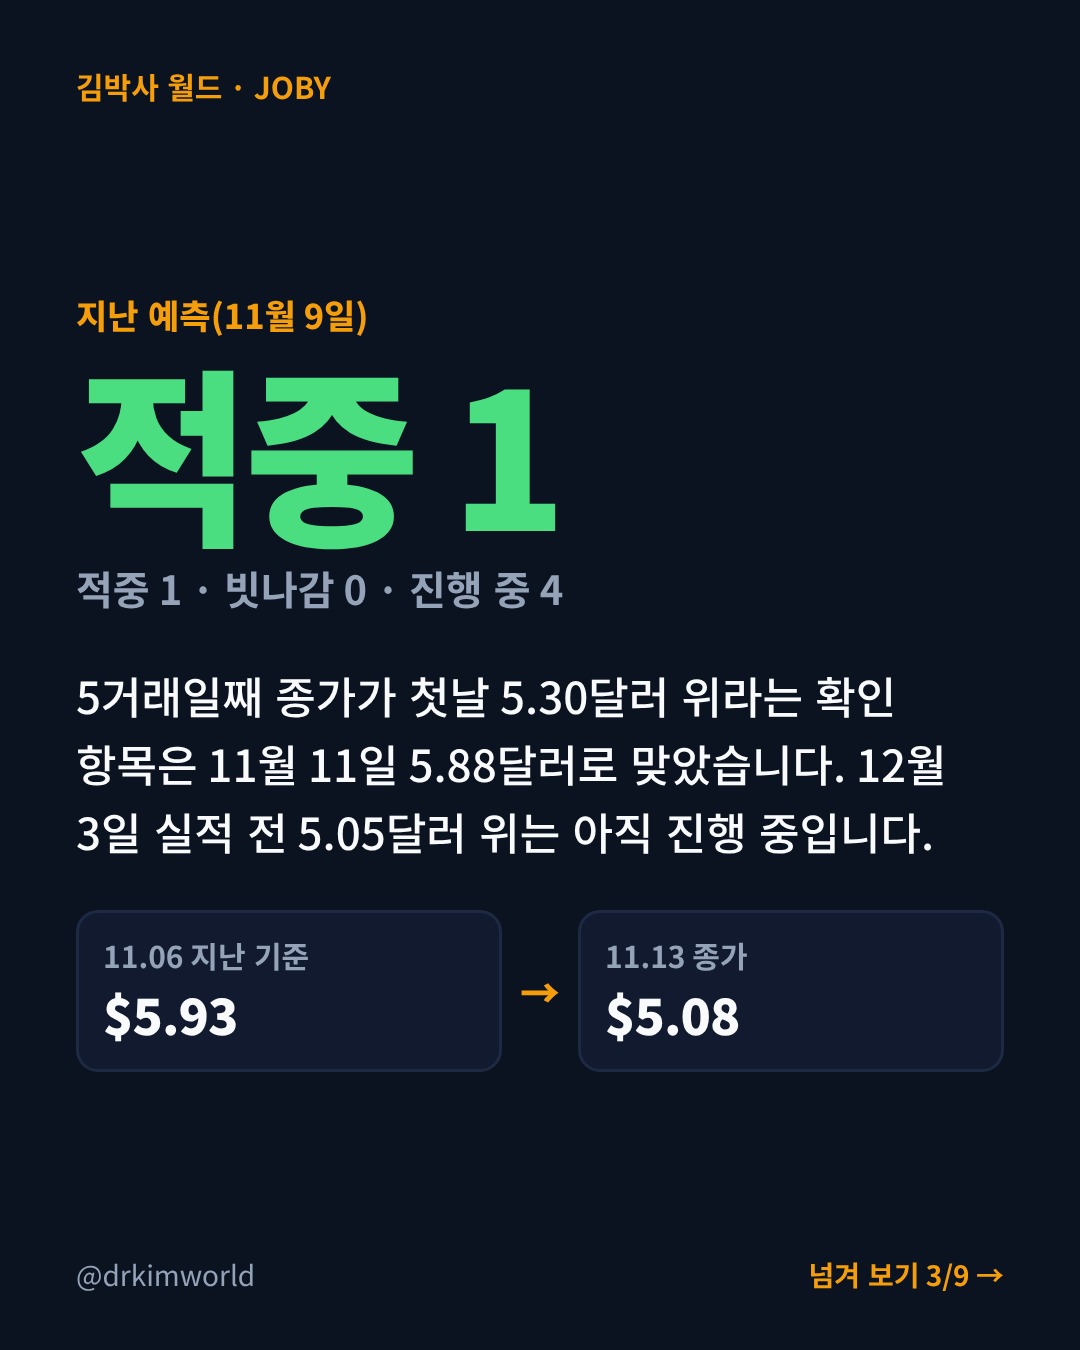 김박사 월드 · JOBY
지난 예측(11월 9일)
적중 1
적중 1 · 빗나감 0 · 진행 중 4
5거래일째 종가가 첫날 5.30달러 위라는 확인
항목은 11월 11일 5.88달러로 맞았습니다. 12월
3일 실적 전 5.05달러 위는 아직 진행 중입니다.
11.06 지난 기준
$5.93
→
11.13 종가
$5.08
@drkimworld
넘겨 보기 3/9 →